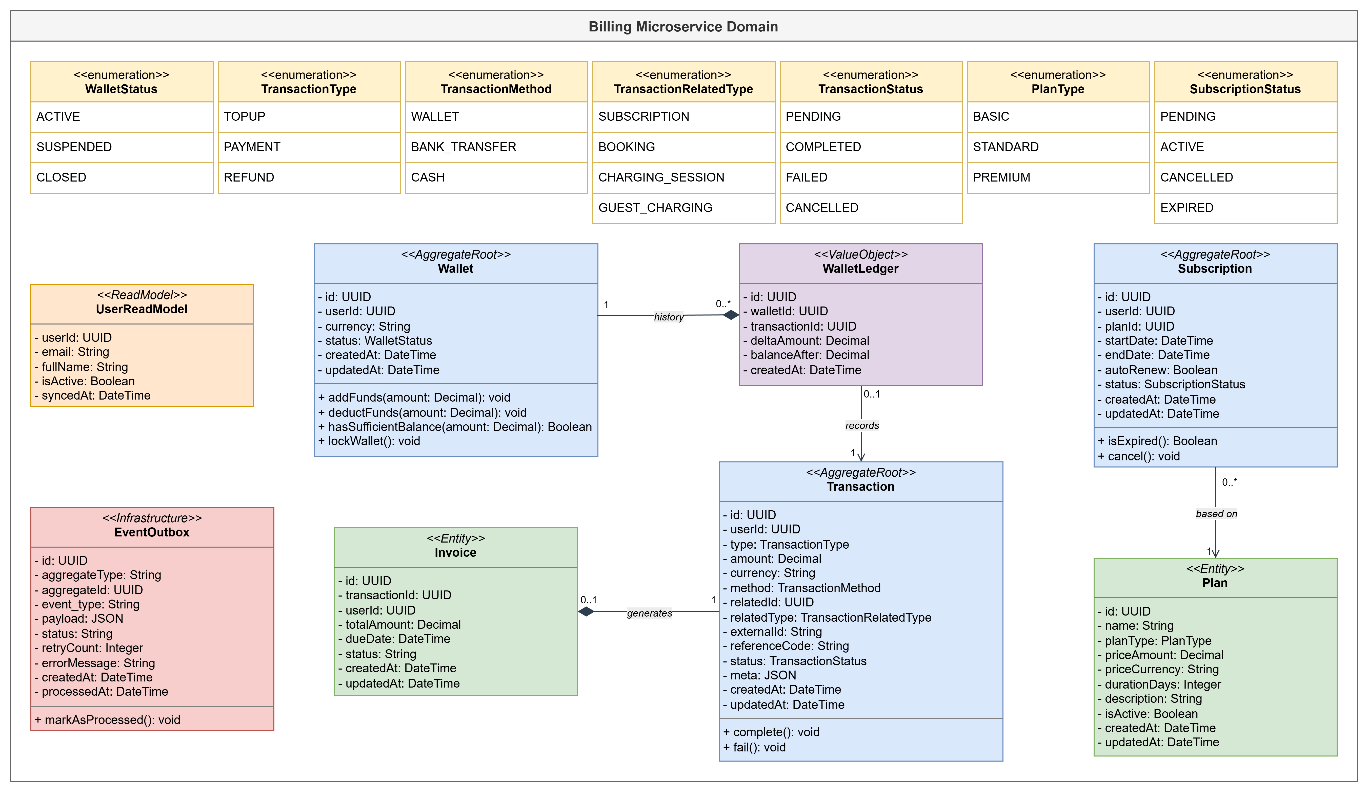 Billing Microservice Domain
<<enumeration>>
WalletStatus
ACTIVE
SUSPENDED
CLOSED
<<enumeration>>
TransactionType
TOPUP
PAYMENT
REFUND
<<enumeration>>
TransactionMethod
WALLET
BANK TRANSFER
CASH
<<enumeration>>
TransactionRelatedType
SUBSCRIPTION
BOOKING
CHARGING_SESSION
GUEST_CHARGING
<<enumeration>>
TransactionStatus
PENDING
COMPLETED
FAILED
CANCELLED
<<enumeration>>
PlanType
BASIC
STANDARD
PREMIUM
<<enumeration>>
SubscriptionStatus
PENDING
ACTIVE
CANCELLED
EXPIRED
<<ReadModel>>
UserReadModel
- userId: UUID
- email: String
- fullName: String
- isActive: Boolean
- syncedAt: DateTime
<<AggregateRoot>>
Wallet
- id: UUID
- userId: UUID
- currency: String
- status: WalletStatus
- createdAt: DateTime
- updatedAt: DateTime
+ addFunds(amount: Decimal): void
+ deductFunds(amount: Decimal): void
+ hasSufficientBalance(amount: Decimal): Boolean
+ lockWallet(): void
1
history
0..*
<<ValueObject>>
WalletLedger
- id: UUID
- walletId: UUID
- transactionId: UUID
- deltaAmount: Decimal
- balanceAfter: Decimal
- createdAt: DateTime
0..1
records
1
<<AggregateRoot>>
Subscription
- id: UUID
- userId: UUID
- planId: UUID
- startDate: DateTime
- endDate: DateTime
- autoRenew: Boolean
- status: SubscriptionStatus
- createdAt: DateTime
- updatedAt: DateTime
+ isExpired(): Boolean
+ cancel(): void
0..*
based on
1
<<Infrastructure>>
EventOutbox
- id: UUID
- aggregateType: String
- aggregateId: UUID
- event_type: String
- payload: JSON
- status: String
- retryCount: Integer
- errorMessage: String
- createdAt: DateTime
- processedAt: DateTime
+ markAsProcessed(): void
<<Entity>>
Invoice
- id: UUID
- transactionId: UUID
- userId: UUID
- totalAmount: Decimal
- dueDate: DateTime
- status: String
- createdAt: DateTime
- updatedAt: DateTime
0..1
generates
1
<<AggregateRoot>>
Transaction
- id: UUID
- userId: UUID
- type: TransactionType
- amount: Decimal
- currency: String
- method: TransactionMethod
- relatedId: UUID
- relatedType: TransactionRelatedType
- externalId: String
- referenceCode: String
- status: TransactionStatus
- meta: JSON
- createdAt: DateTime
- updatedAt: DateTime
+ complete(): void
+ fail(): void
<<Entity>>
Plan
- id: UUID
- name: String
- planType: PlanType
- priceAmount: Decimal
- priceCurrency: String
- durationDays: Integer
- description: String
- isActive: Boolean
- createdAt: DateTime
- updatedAt: DateTime